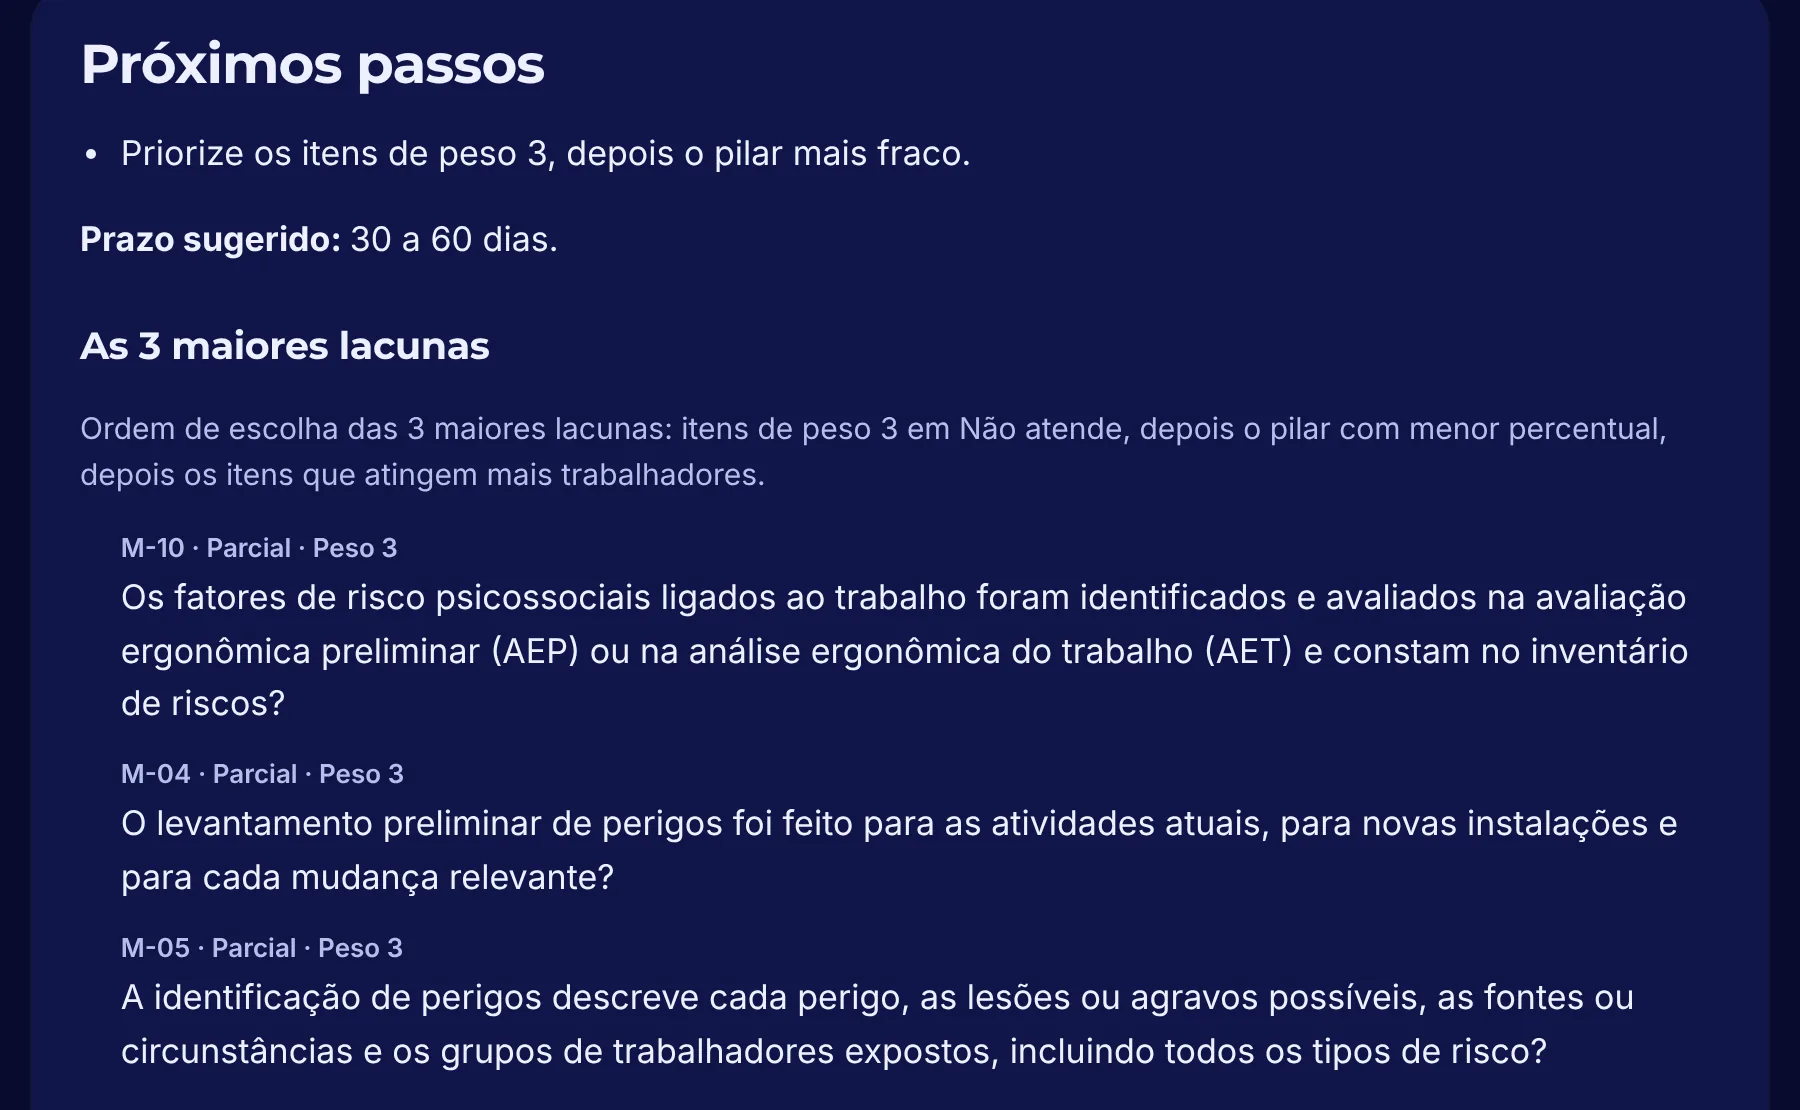 Próximos passos
• Priorize os itens de peso 3, depois o pilar mais fraco.
Prazo sugerido: 30 a 60 dias.
As 3 maiores lacunas
Ordem de escolha das 3 maiores lacunas: itens de peso 3 em Não atende, depois o pilar com menor percentual,
depois os itens que atingem mais trabalhadores.
M-10 · Parcial · Peso 3
Os fatores de risco psicossociais ligados ao trabalho foram identificados e avaliados na avaliação
ergonômica preliminar (AEP) ou na análise ergonômica do trabalho (AET) e constam no inventário
de riscos?
M-04 · Parcial · Peso 3
O levantamento preliminar de perigos foi feito para as atividades atuais, para novas instalações e
para cada mudança relevante?
M-05 · Parcial · Peso 3
A identificação de perigos descreve cada perigo, as lesões ou agravos possíveis, as fontes ou
circunstâncias e os grupos de trabalhadores expostos, incluindo todos os tipos de risco?